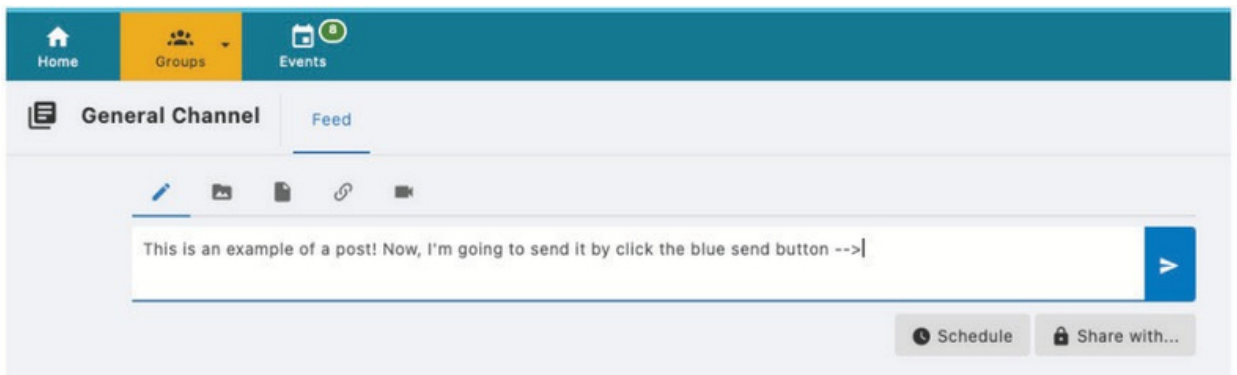 8
Home
Groups
Events
General Channel
Feed
This is an example of a post! Now, I'm going to send it by click the blue send button -->
Schedule
Share with...